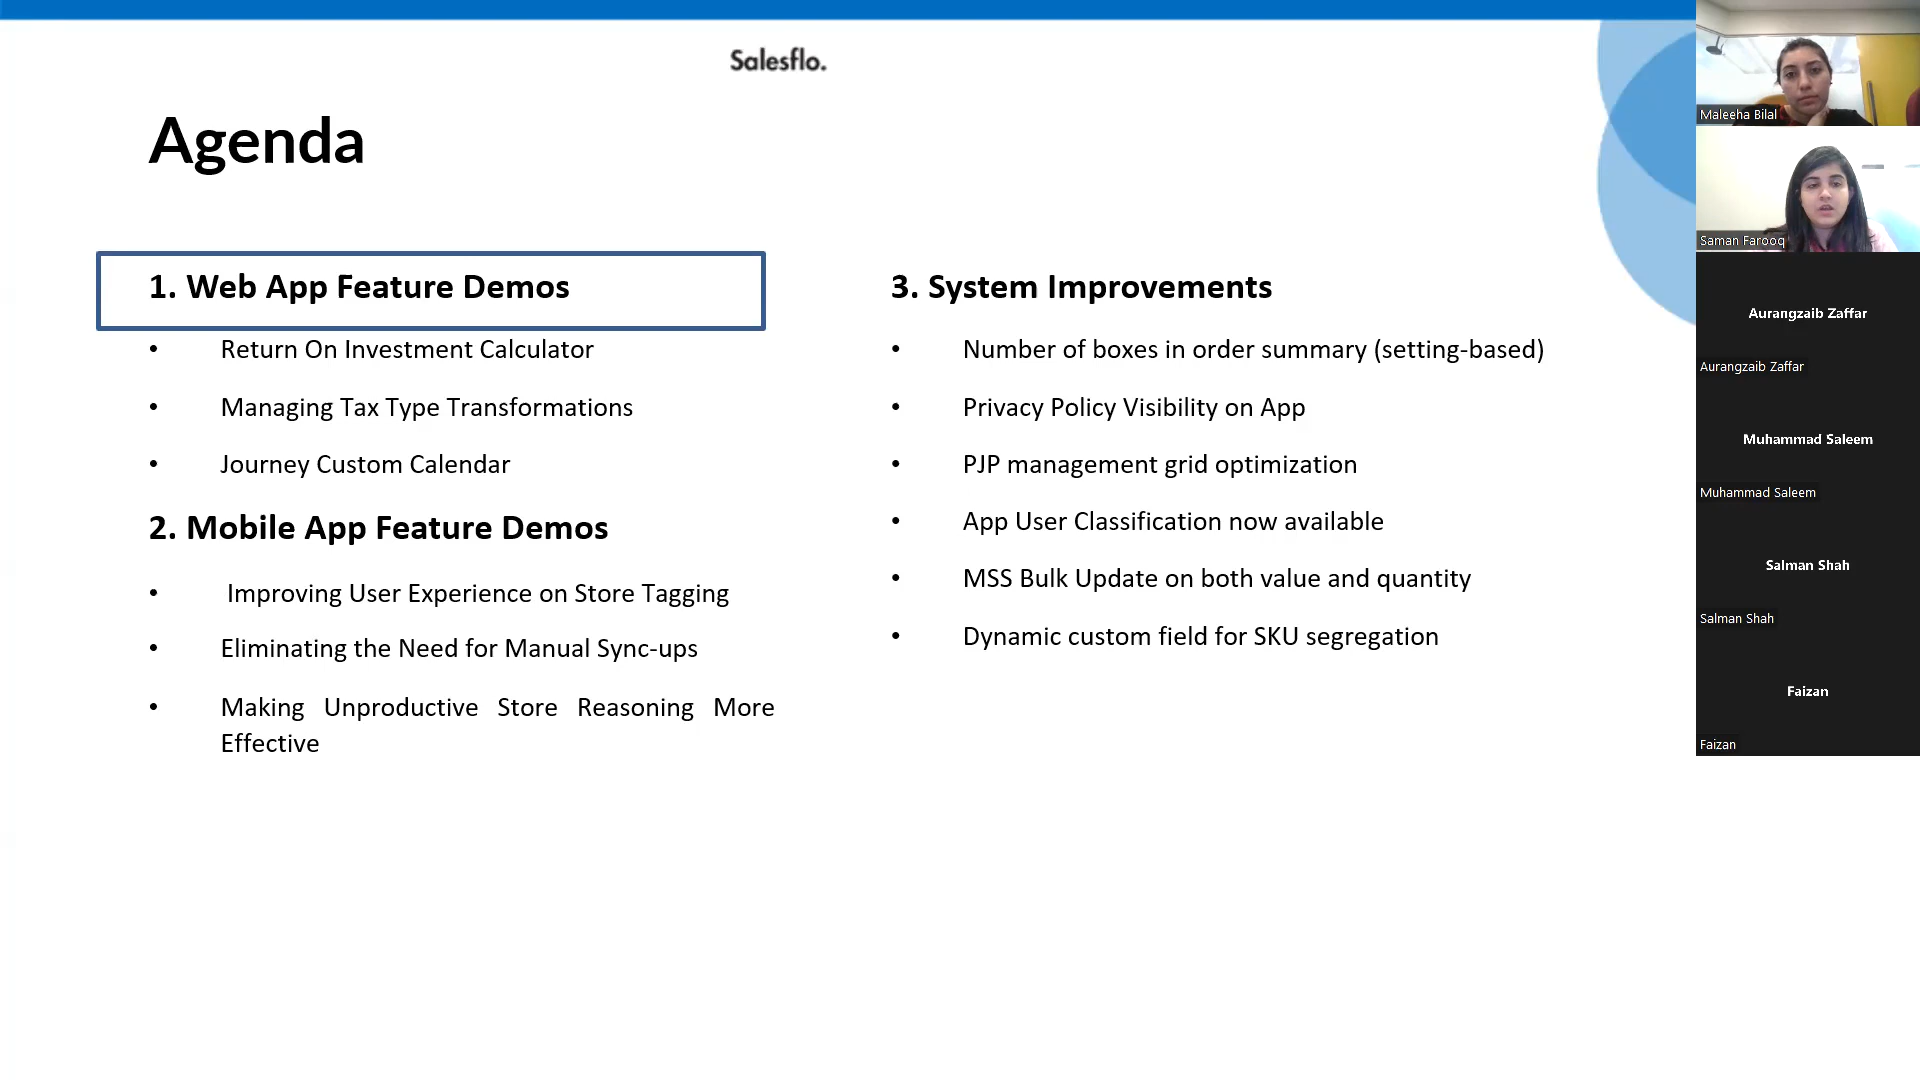 Salesflo.
Agenda
1. Web App Feature Demos
• Return On Investment Calculator
• Managing Tax Type Transformations
• Journey Custom Calendar
2. Mobile App Feature Demos
• Improving User Experience on Store Tagging
• Eliminating the Need for Manual Sync-ups
• Making Unproductive Store Reasoning More
Effective
3. System Improvements
• Number of boxes in order summary (setting-based)
• Privacy Policy Visibility on App
• PJP management grid optimization
• App User Classification now available
• MSS Bulk Update on both value and quantity
• Dynamic custom field for SKU segregation
Maleeha Bilal
Saman Farooq
Aurangzaib Zaffar
Aurangzaib Zaffar
Muhammad Saleem
Muhammad Saleem
Salman Shah
Salman Shah
Faizan
Faizan